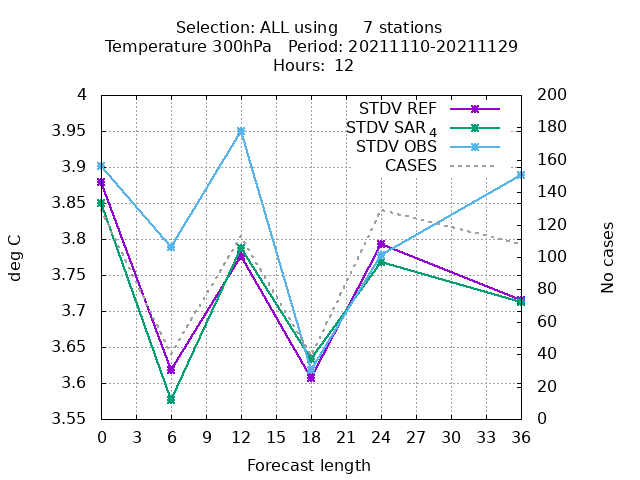 Selection: ALL using 7 stations
Temperature 300hPa Period: 20211110-20211129
Hours: 12
4
3.95
3.9
3.85
3.8
3.75
3.7
3.65
3.6
3.55
deg C
200
180
160
140
120
100
80
60
40
20
0
No cases
STDV REF
STDV SAR4
STDV OBS
CASES
0 3 6 9 12 15 18 21 24 27 30 33 36
Forecast length